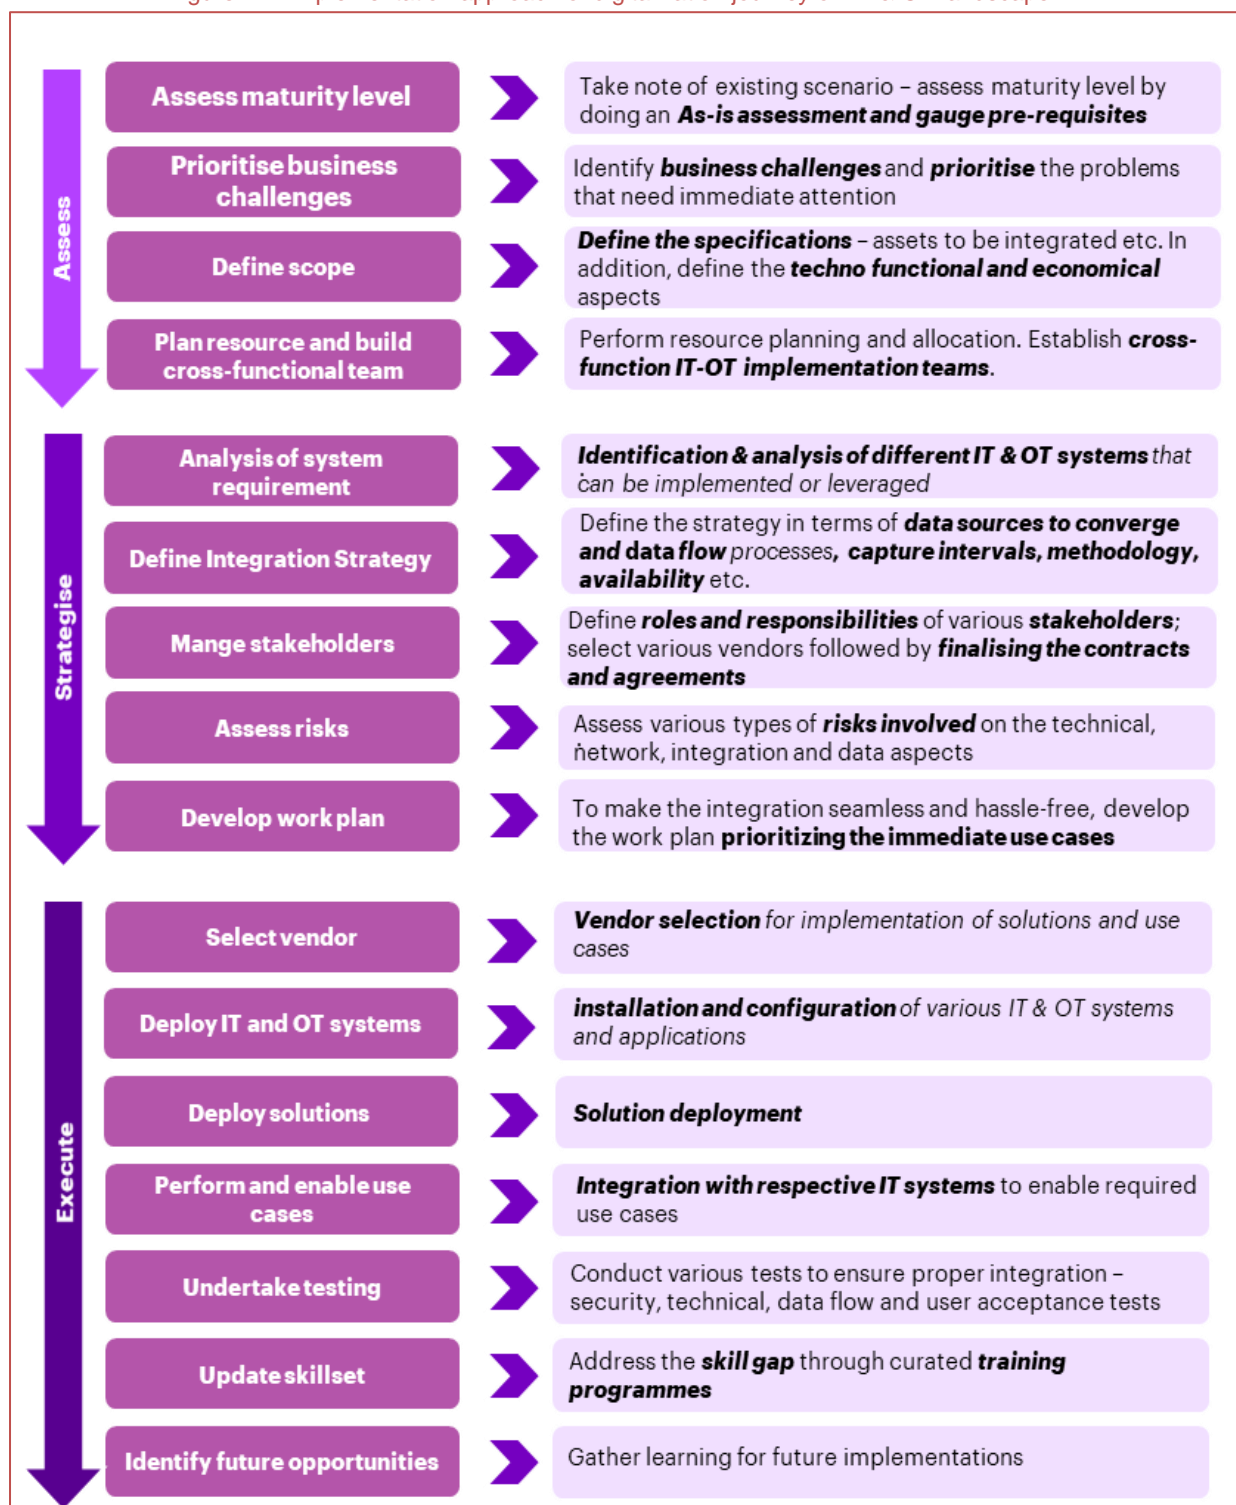 Assess
Assess maturity level
Take note of existing scenario – assess maturity level by
doing an As-is assessment and gauge pre-requisites
Prioritise business
challenges
Identify business challenges and prioritise the problems
that need immediate attention
Define scope
Define the specifications – assets to be integrated etc. In
addition, define the techno functional and economical
aspects
Plan resource and build
cross-functional team
Perform resource planning and allocation. Establish cross-
function IT-OT implementation teams.
Strategise
Analysis of system
requirement
Identification & analysis of different IT & OT systems that
can be implemented or leveraged
Define Integration Strategy
Define the strategy in terms of data sources to converge
and data flow processes, capture intervals, methodology,
availability etc.
Mange stakeholders
Define roles and responsibilities of various stakeholders;
select various vendors followed by finalising the contracts
and agreements
Assess risks
Assess various types of risks involved on the technical,
network, integration and data aspects
Develop work plan
To make the integration seamless and hassle-free, develop
the work plan prioritizing the immediate use cases
Execute
Select vendor
Vendor selection for implementation of solutions and use
cases
Deploy IT and OT systems
installation and configuration of various IT & OT systems
and applications
Deploy solutions
Solution deployment
Perform and enable use
cases
Integration with respective IT systems to enable required
use cases
Undertake testing
Conduct various tests to ensure proper integration –
security, technical, data flow and user acceptance tests
Update skillset
Address the skill gap through curated training
programmes
Identify future opportunities
Gather learning for future implementations